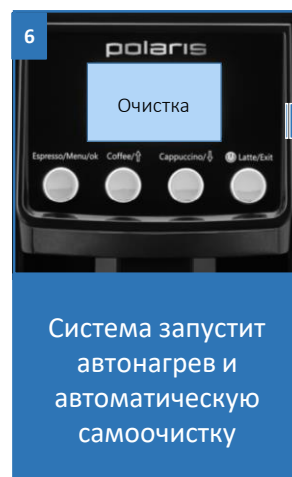 6
polaris
Очистка
Espresso/Menu/ok Coffee/⇧ Cappuccino/⇩ Latte/Exit
Система запустит
автонагрев и
автоматическую
самоочистку